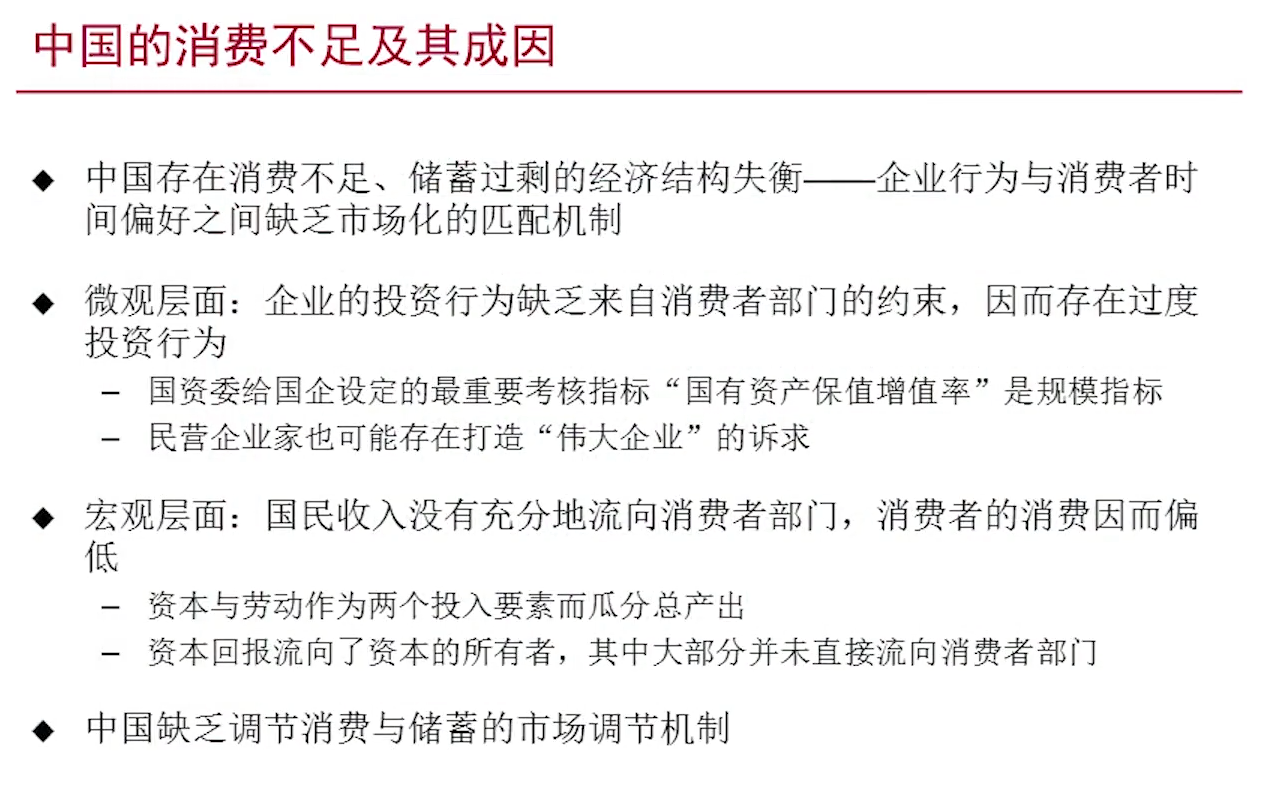 中国的消费不足及其成因
◆ 中国存在消费不足、储蓄过剩的经济结构失衡——企业行为与消费者时
间偏好之间缺乏市场化的匹配机制
◆ 微观层面：企业的投资行为缺乏来自消费者部门的约束，因而存在过度
投资行为
– 国资委给国企设定的最重要考核指标“国有资产保值增值率”是规模指标
– 民营企业家也可能存在打造“伟大企业”的诉求
◆ 宏观层面：国民收入没有充分地流向消费者部门，消费者的消费因而偏
低
– 资本与劳动作为两个投入要素而瓜分总产出
– 资本回报流向了资本的所有者，其中大部分并未直接流向消费者部门
◆ 中国缺乏调节消费与储蓄的市场调节机制